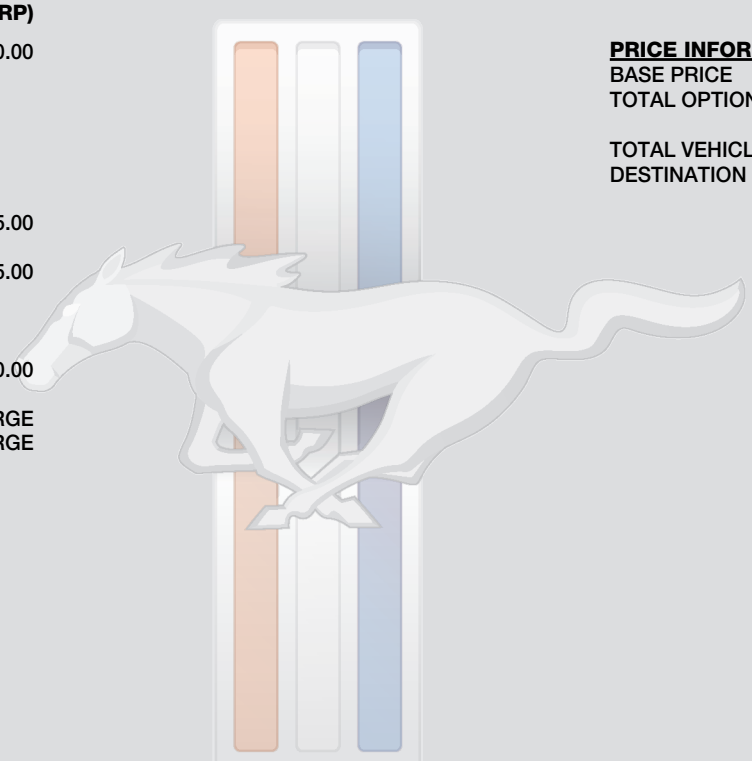 RP)
0.00
5.00
5.00
0.00
RGE
RGE
PRICE INFOR
BASE PRICE
TOTAL OPTION
TOTAL VEHICL
DESTINATION